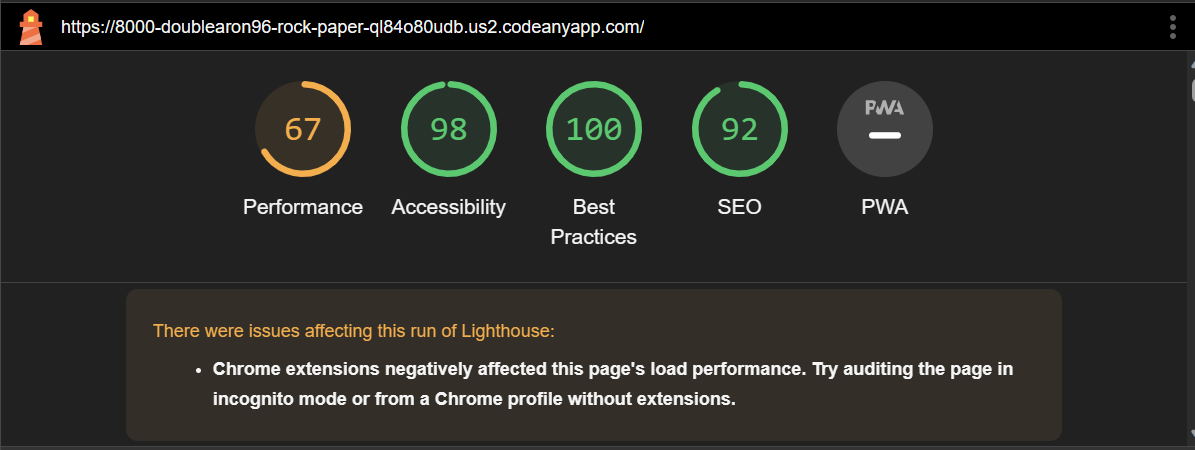 https://8000-doublearon96-rock-paper-ql84o80udb.us2.codeanyapp.com/
67
98
100
92
PWA
Performance
Accessibility
Best
Practices
SEO
PWA
There were issues affecting this run of Lighthouse:
• Chrome extensions negatively affected this page's load performance. Try auditing the page in
incognito mode or from a Chrome profile without extensions.